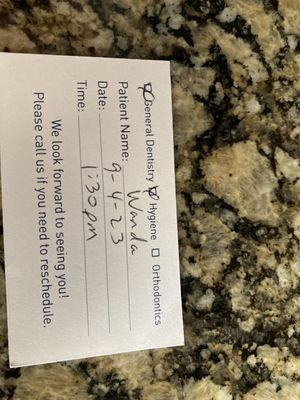 ☒ General Dentistry ☒ Hygiene ☐ Orthodontics
Patient Name: Wanda
Date: 9-4-23
Time: 1:30pm
We look forward to seeing you!
Please call us if you need to reschedule.